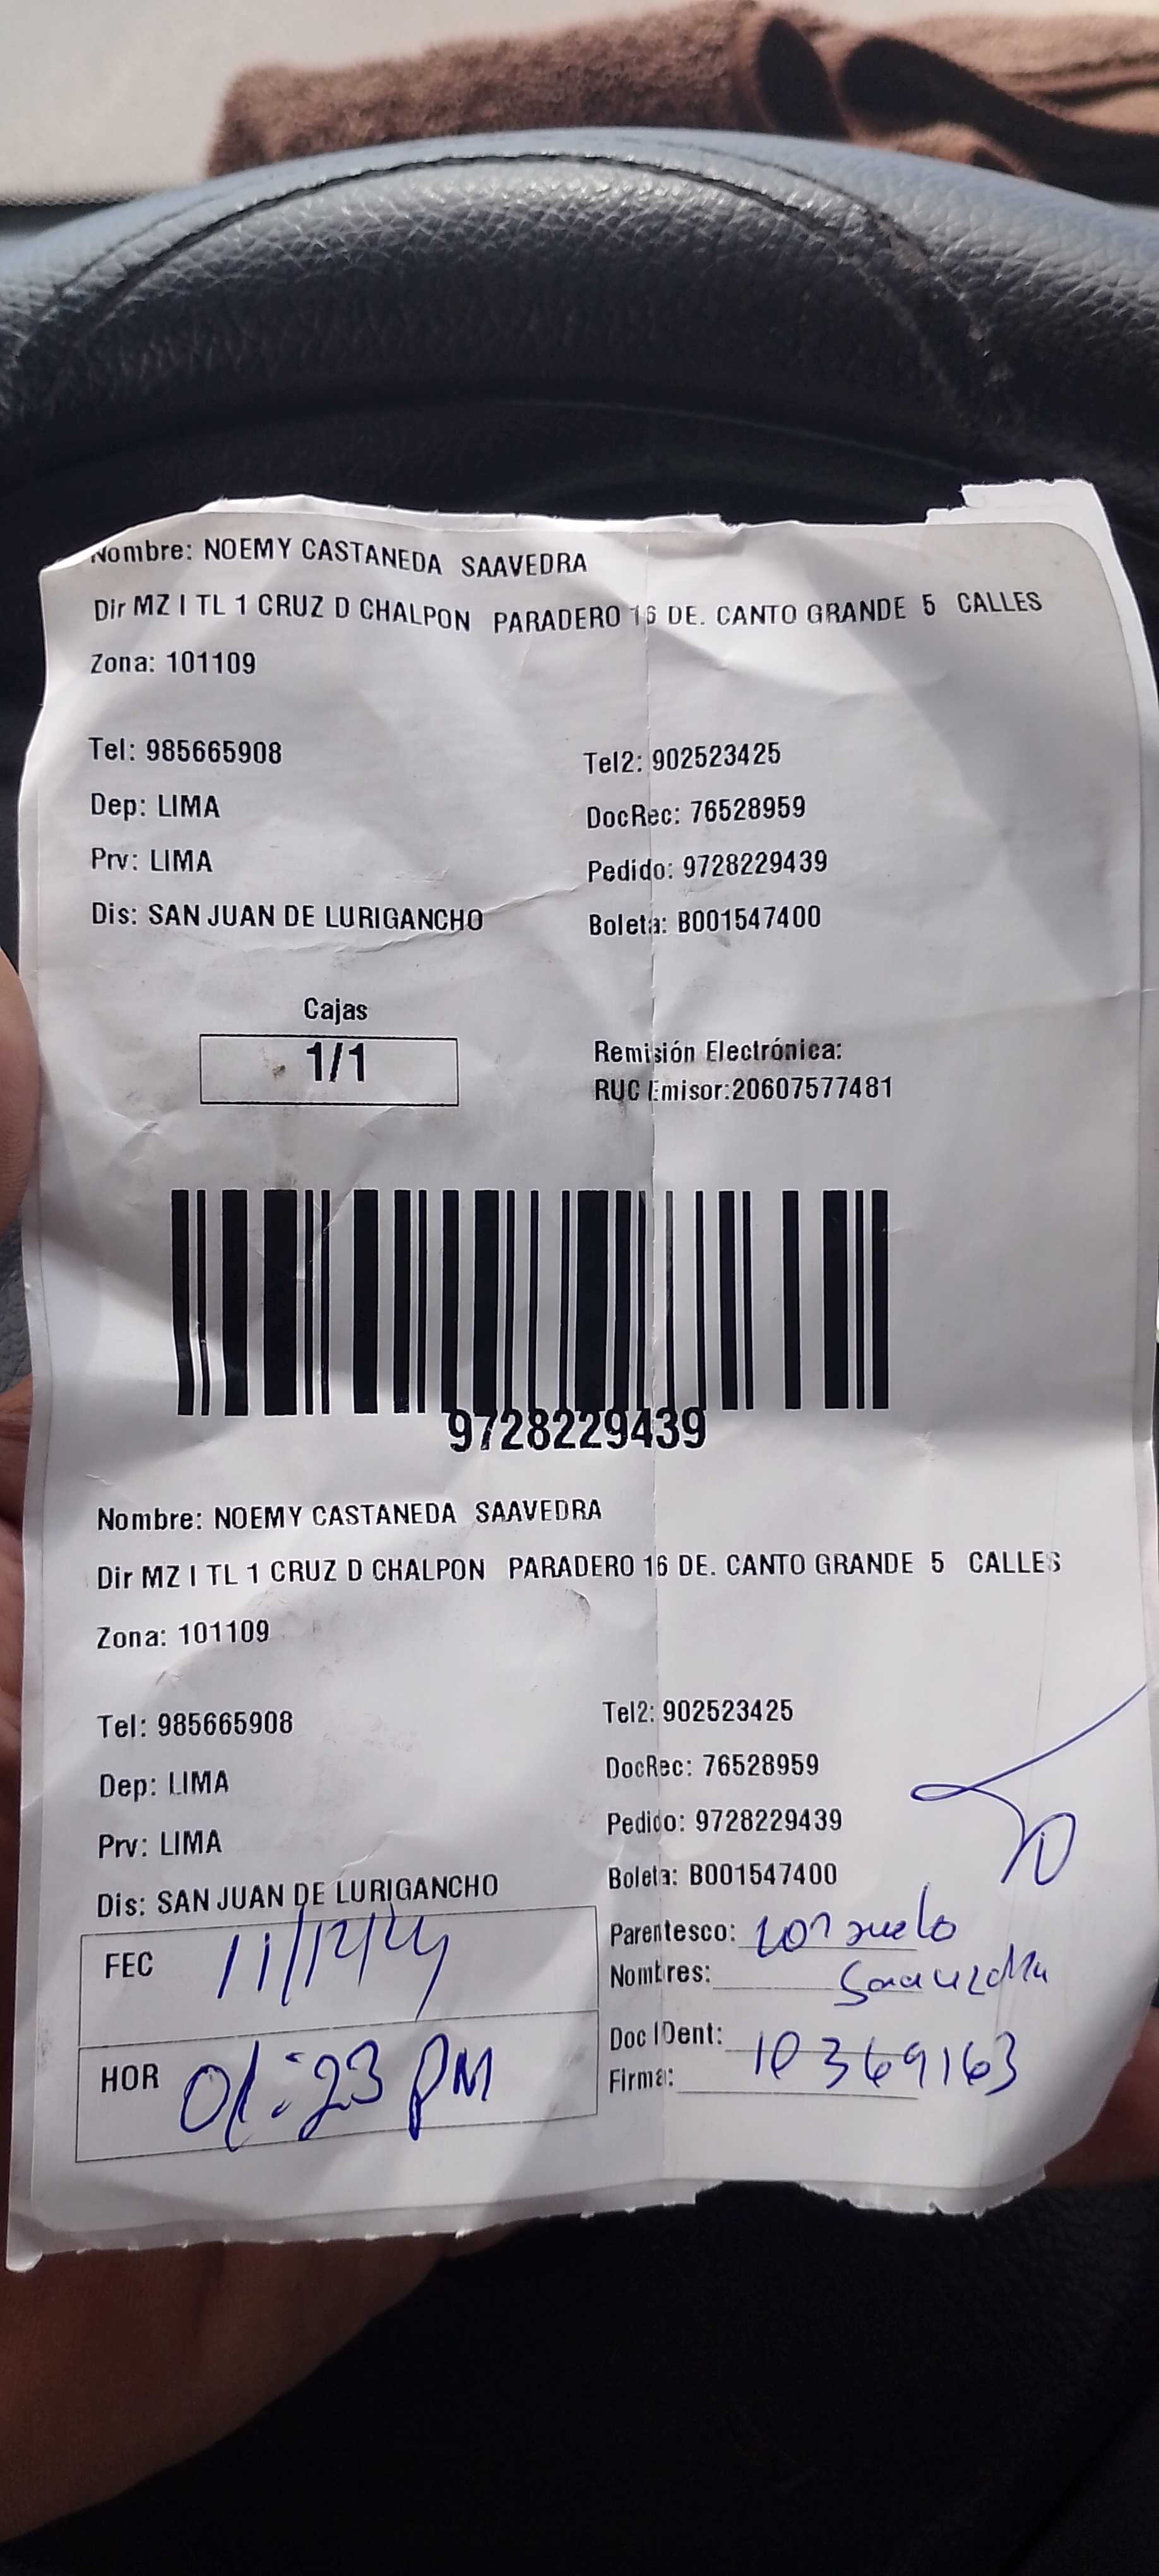 Nombre: NOEMY CASTANEDA SAAVEDRA
Dir MZ I TL 1 CRUZ D CHALPON PARADERO 16 DE. CANTO GRANDE 5 CALLES
Zona: 101109
Tel: 985665908 Tel2: 902523425
Dep: LIMA DocRec: 76528959
Prv: LIMA Pedido: 9728229439
Dis: SAN JUAN DE LURIGANCHO Boleta: B001547400
Cajas
1/1
Remisión Electrónica:
RUC Emisor:20607577481
9728229439
Nombre: NOEMY CASTANEDA SAAVEDRA
Dir MZ I TL 1 CRUZ D CHALPON PARADERO 16 DE. CANTO GRANDE 5 CALLES
Zona: 101109
Tel: 985665908 Tel2: 902523425
Dep: LIMA DocRec: 76528959
Prv: LIMA Pedido: 9728229439
Dis: SAN JUAN DE LURIGANCHO Boleta: B001547400
FEC 11/12/24
HOR 01:23 PM
Parentesco: Consuelo
Nombres: Saavedra
Doc IDent: 10369163
Firma: